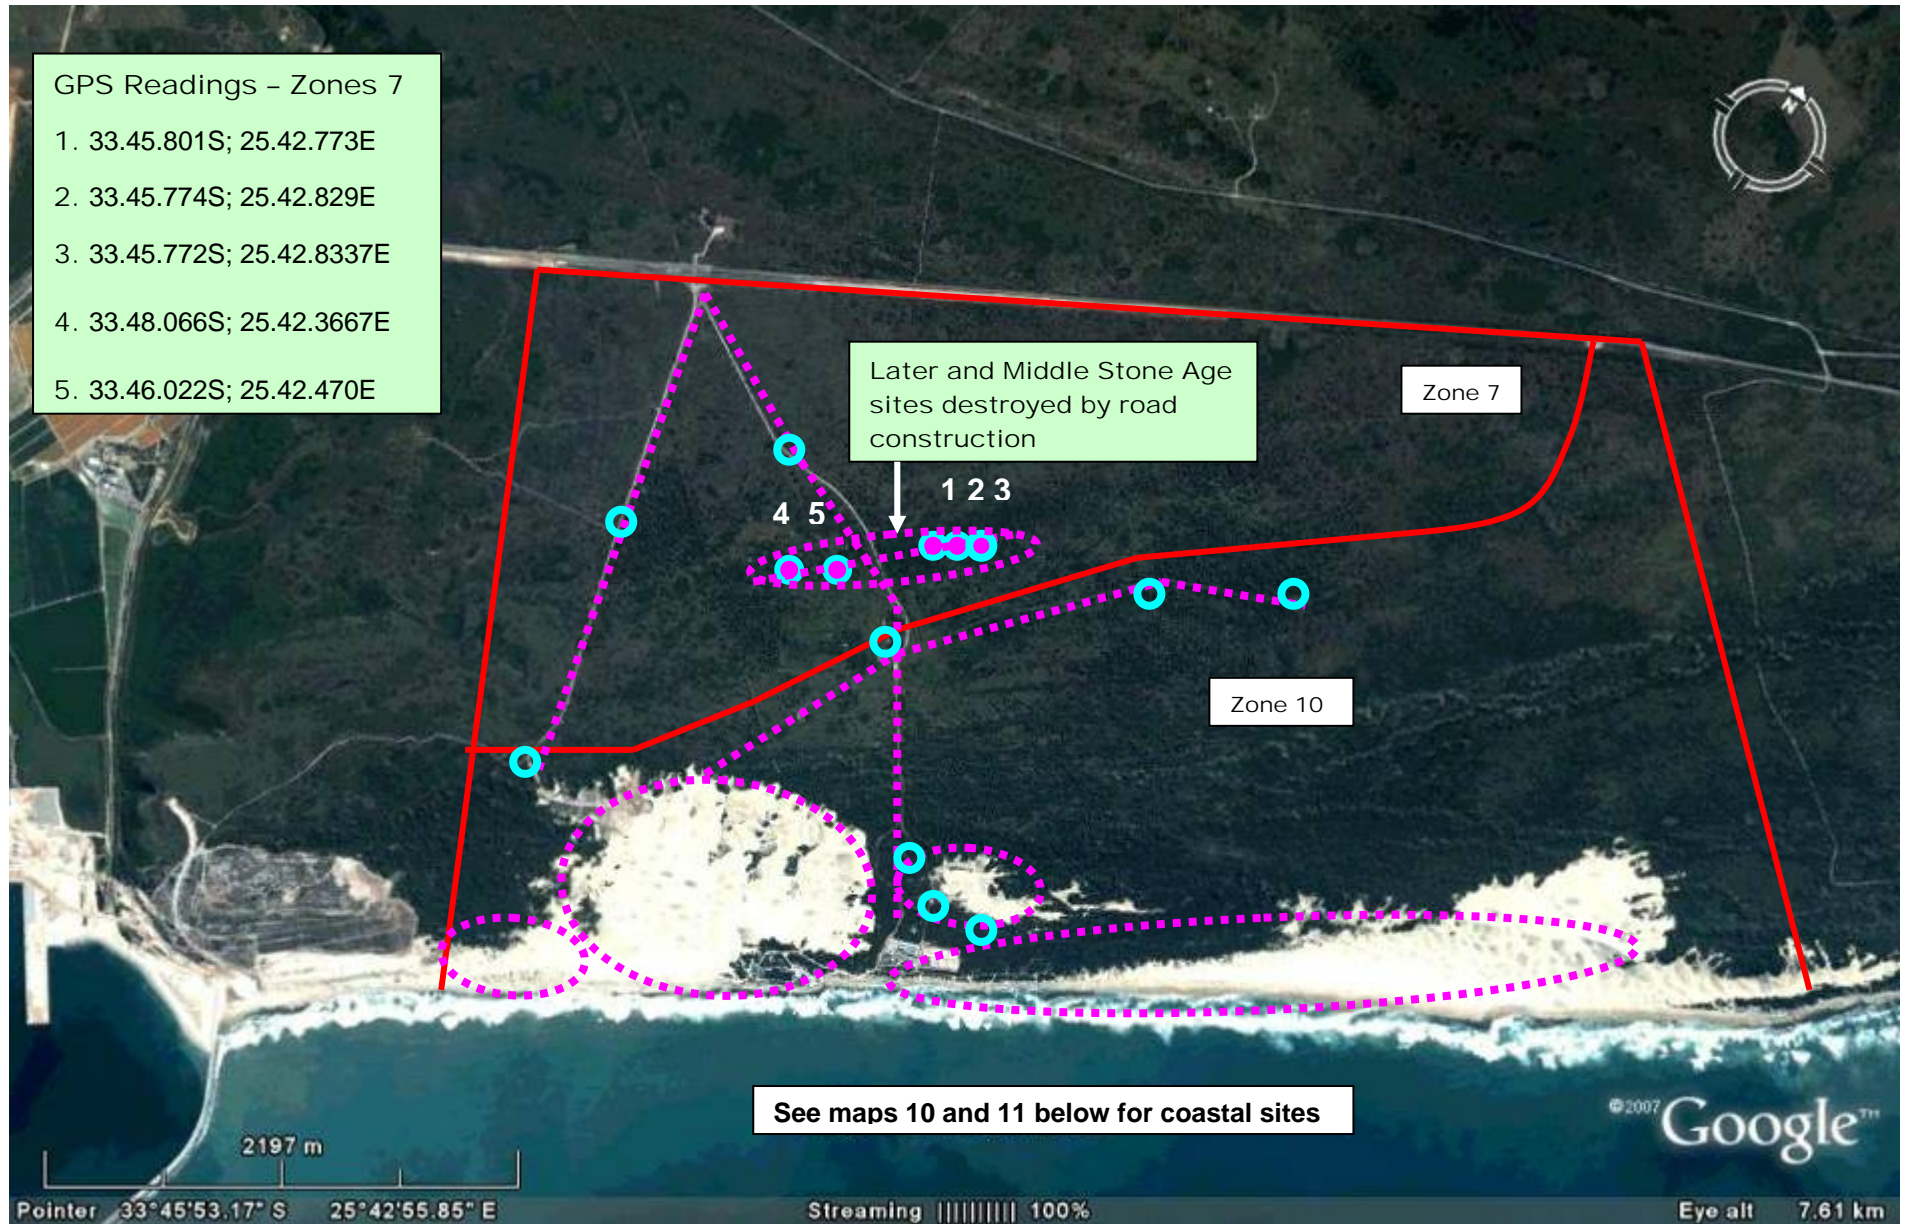 GPS Readings – Zones 7
1. 33.45.801S; 25.42.773E
2. 33.45.774S; 25.42.829E
3. 33.45.772S; 25.42.8337E
4. 33.48.066S; 25.42.3667E
5. 33.46.022S; 25.42.470E
N
Later and Middle Stone Age
sites destroyed by road
construction
Zone 7
1 2 3
4 5
Zone 10
See maps 10 and 11 below for coastal sites
©2007 Google™
2197 m
Pointer 33°45'53.17" S 25°42'55.85" E Streaming |||||||||| 100% Eye alt 7.61 km